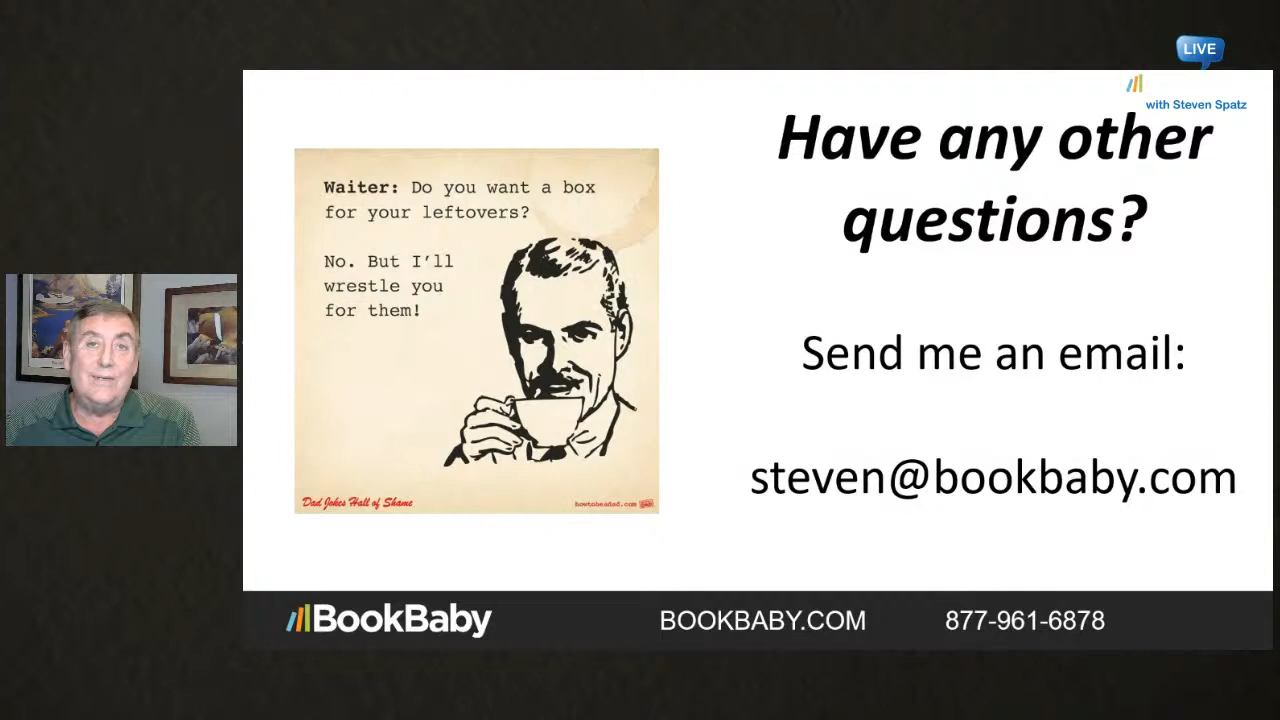 LIVE
with Steven Spatz
Have any other
questions?
Waiter: Do you want a box
for your leftovers?
No. But I'll
wrestle you
for them!
Dad Jokes Hall of Shame
howtobeadad.com
Send me an email:
steven@bookbaby.com
BookBaby
BOOKBABY.COM
877-961-6878